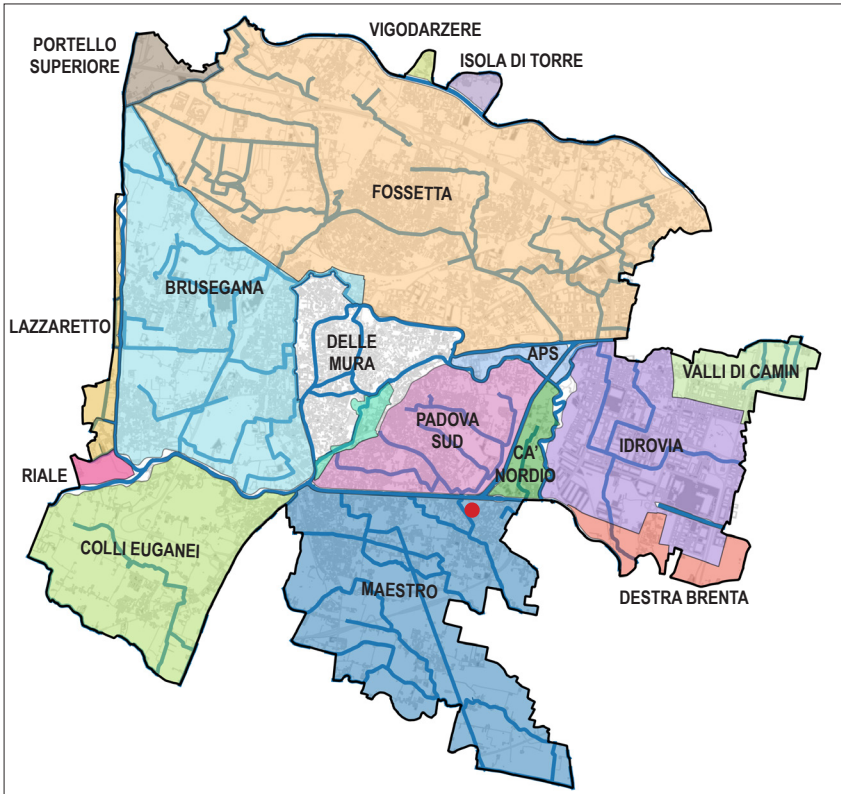 VIGODARZERE
PORTELLO
SUPERIORE
ISOLA DI TORRE
FOSSETTA
BRUSEGANA
LAZZARETTO
DELLE
MURA
APS
VALLI DI CAMIN
PADOVA
SUD
IDROVIA
CA'
NORDIO
RIALE
COLLI EUGANEI
MAESTRO
DESTRA BRENTA